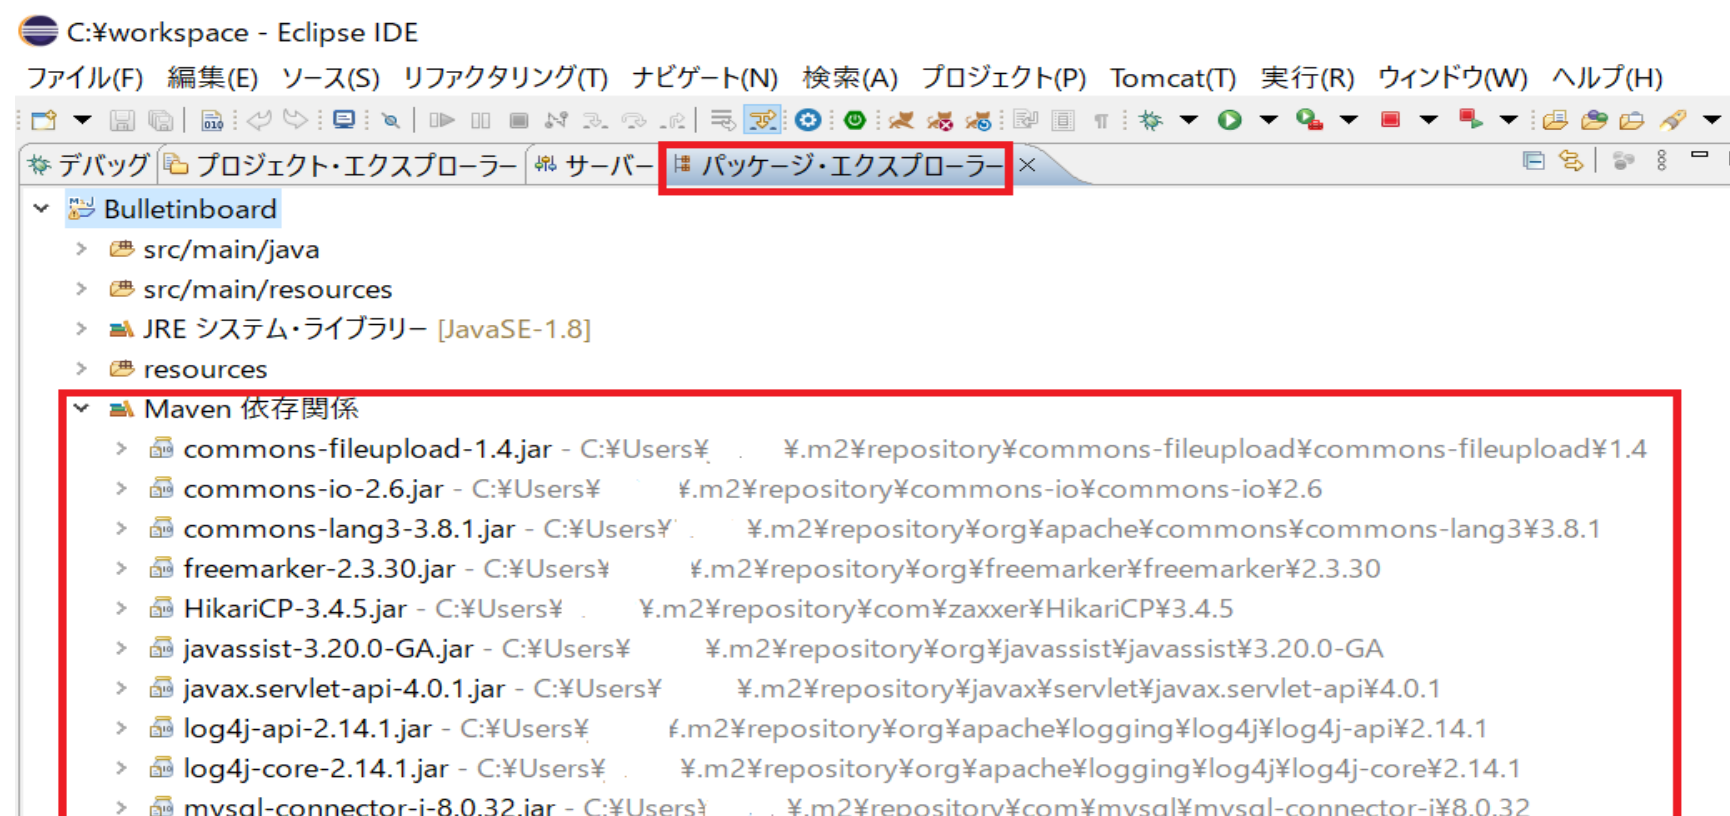 C:¥workspace - Eclipse IDE
ファイル(F) 編集(E) ソース(S) リファクタリング(T) ナビゲート(N) 検索(A) プロジェクト(P) Tomcat(T) 実行(R) ウィンドウ(W) ヘルプ(H)
デバッグ プロジェクト・エクスプローラー サーバー パッケージ・エクスプローラー
Bulletinboard
src/main/java
src/main/resources
JRE システム・ライブラリー [JavaSE-1.8]
resources
Maven 依存関係
commons-fileupload-1.4.jar - C:¥Users¥ ¥.m2¥repository¥commons-fileupload¥commons-fileupload¥1.4
commons-io-2.6.jar - C:¥Users¥ ¥.m2¥repository¥commons-io¥commons-io¥2.6
commons-lang3-3.8.1.jar - C:¥Users¥ ¥.m2¥repository¥org¥apache¥commons¥commons-lang3¥3.8.1
freemarker-2.3.30.jar - C:¥Users¥ ¥.m2¥repository¥org¥freemarker¥freemarker¥2.3.30
HikariCP-3.4.5.jar - C:¥Users¥ ¥.m2¥repository¥com¥zaxxer¥HikariCP¥3.4.5
javassist-3.20.0-GA.jar - C:¥Users¥ ¥.m2¥repository¥org¥javassist¥javassist¥3.20.0-GA
javax.servlet-api-4.0.1.jar - C:¥Users¥ ¥.m2¥repository¥javax¥servlet¥javax.servlet-api¥4.0.1
log4j-api-2.14.1.jar - C:¥Users¥ ¥.m2¥repository¥org¥apache¥logging¥log4j¥log4j-api¥2.14.1
log4j-core-2.14.1.jar - C:¥Users¥ ¥.m2¥repository¥org¥apache¥logging¥log4j¥log4j-core¥2.14.1
mysql-connector-j-8.0.32.jar - C:¥Users¥ ¥.m2¥repository¥com¥mysql¥mysql-connector-j¥8.0.32